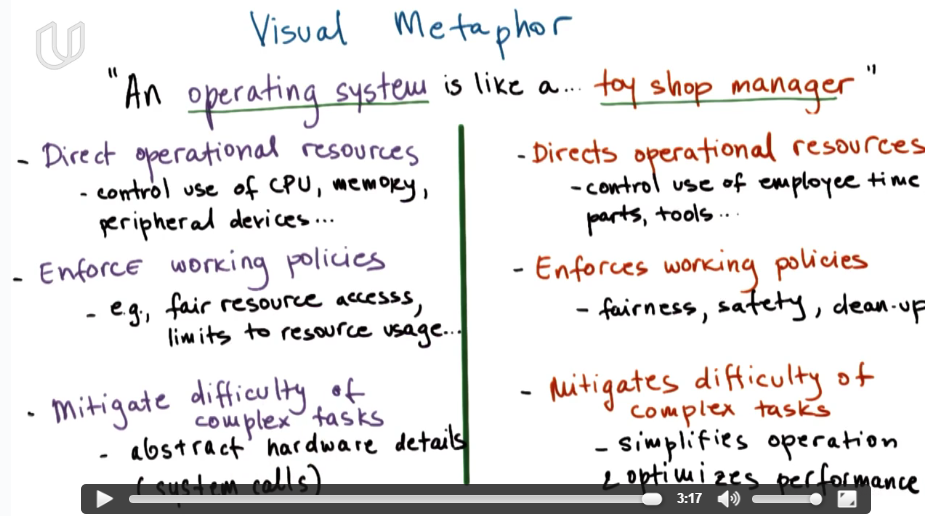 Visual Metaphor
"An operating system is like a... toy shop manager"
- Direct operational resources
- control use of CPU, memory,
peripheral devices...
- Enforce working policies
- e.g., fair resource accesss,
limits to resource usage...
- Mitigate difficulty of
complex tasks
- abstract hardware details
(system calls)
- Directs operational resources
- control use of employee time
parts, tools...
- Enforces working policies
- fairness, safety, clean-up
- Mitigates difficulty of
complex tasks
- simplifies operation
& optimizes performance
3:17